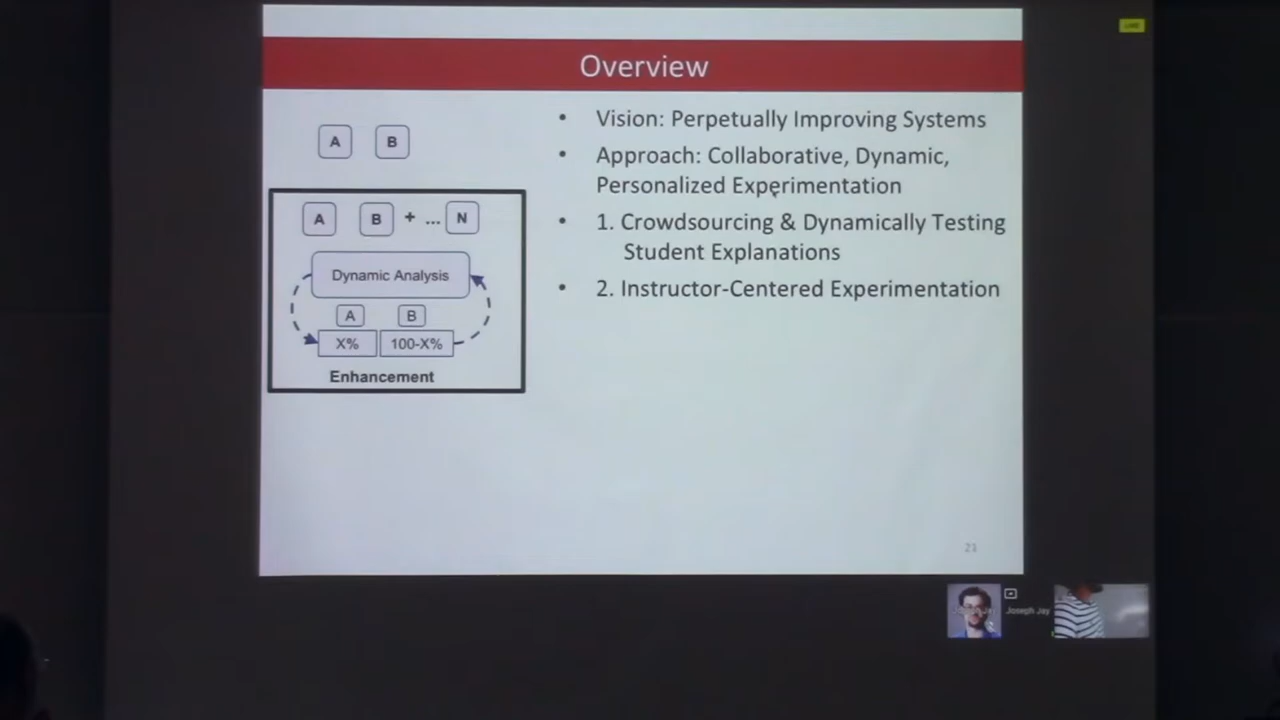 LIVE
Overview
A B
A B + ... N
Dynamic Analysis
A B
X% 100-X%
Enhancement
• Vision: Perpetually Improving Systems
• Approach: Collaborative, Dynamic,
Personalized Experimentation
• 1. Crowdsourcing & Dynamically Testing
Student Explanations
• 2. Instructor-Centered Experimentation
21
Joseph Jay